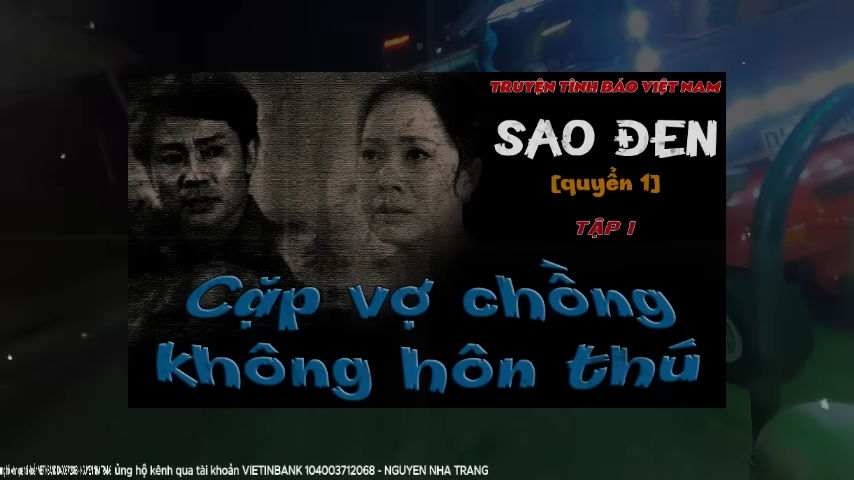 TRUYỆN TÌNH BÁO VIỆT NAM
SAO ĐEN
[quyển 1]
TẬP 1
Cặp vợ chồng
không hôn thú
ủng hộ kênh qua tài khoản VIETINBANK 104003712068 - NGUYEN NHA TRANG